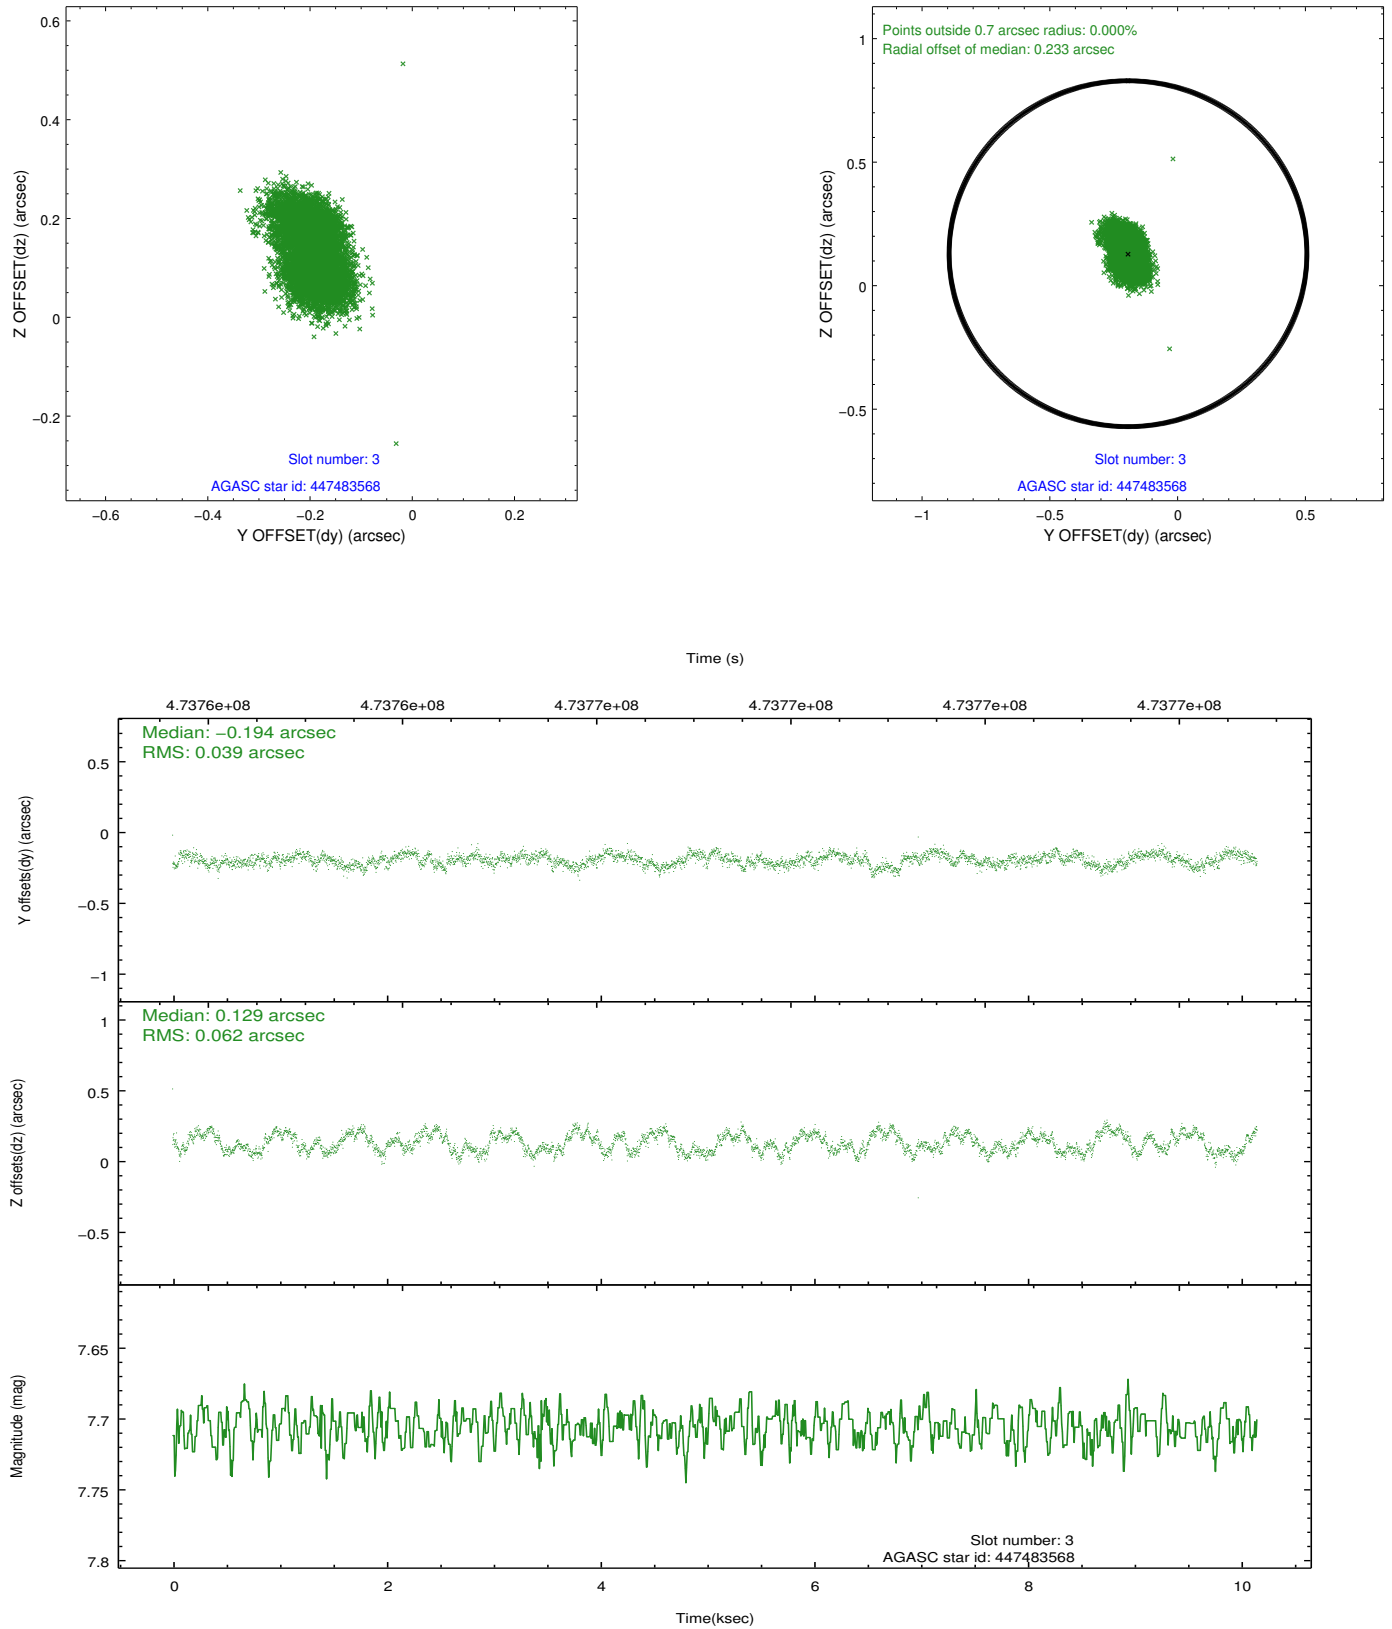 0.6
0.4
0.2
0
−0.2
Z OFFSET(dz) (arcsec)
Slot number: 3
AGASC star id: 447483568
−0.6 −0.4 −0.2 0 0.2
Y OFFSET(dy) (arcsec)
Points outside 0.7 arcsec radius: 0.000%
Radial offset of median: 0.233 arcsec
1
0.5
0
−0.5
Z OFFSET(dz) (arcsec)
Slot number: 3
AGASC star id: 447483568
−1 −0.5 0 0.5
Y OFFSET(dy) (arcsec)
Time (s)
4.7376e+08 4.7376e+08 4.7377e+08 4.7377e+08 4.7377e+08 4.7377e+08
Median: −0.194 arcsec
RMS: 0.039 arcsec
0.5
0
−0.5
−1
Y offsets(dy) (arcsec)
Median: 0.129 arcsec
RMS: 0.062 arcsec
1
0.5
0
−0.5
Z offsets(dz) (arcsec)
7.65
7.7
7.75
7.8
Magnitude (mag)
Slot number: 3
AGASC star id: 447483568
0 2 4 6 8 10
Time(ksec)